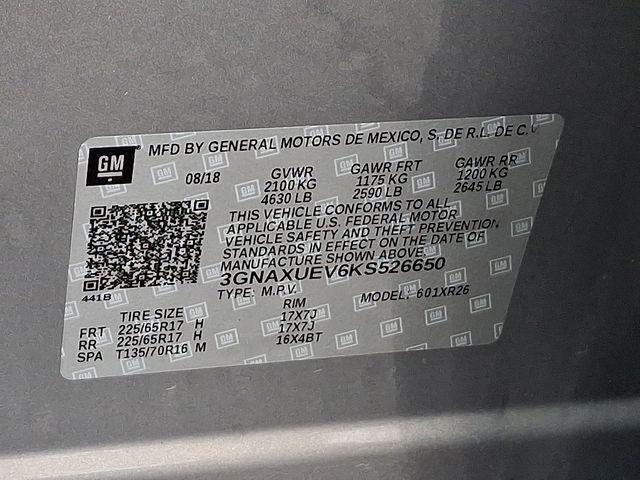 GM MFD BY GENERAL MOTORS DE MEXICO, S. DE R.L. DE C.V
08/18 GVWR GAWR FRT GAWR RR
2100 KG 1175 KG 1200 KG
4630 LB 2590 LB 2645 LB
THIS VEHICLE CONFORMS TO ALL
APPLICABLE U.S. FEDERAL MOTOR
VEHICLE SAFETY AND THEFT PREVENTION
STANDARDS IN EFFECT ON THE DATE OF
MANUFACTURE SHOWN ABOVE.
3GNAXUEV6KS526650
441B TYPE: M.P.V. MODEL: 601XR26
TIRE SIZE RIM
FRT 225/65R17 H 17X7J
RR 225/65R17 H 17X7J
SPA T135/70R16 M 16X4BT